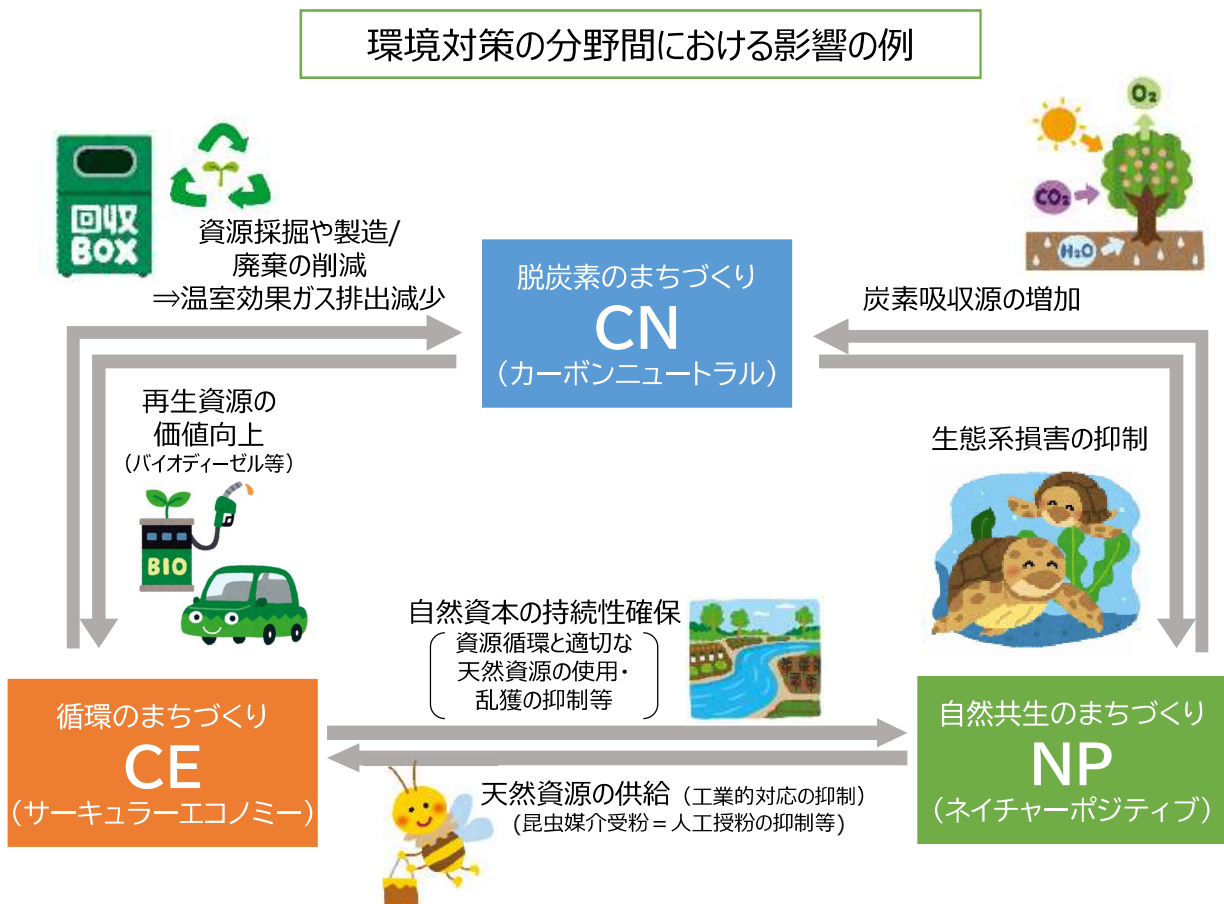 環境対策の分野間における影響の例
回収
BOX
資源採掘や製造/
廃棄の削減
⇒温室効果ガス排出減少
脱炭素のまちづくり
CN
（カーボンニュートラル）
O₂
CO₂
H₂O
炭素吸収源の増加
再生資源の
価値向上
（バイオディーゼル等）
BIO
生態系損害の抑制
自然資本の持続性確保
資源循環と適切な
天然資源の使用・
乱獲の抑制等
循環のまちづくり
CE
（サーキュラーエコノミー）
自然共生のまちづくり
NP
（ネイチャーポジティブ）
天然資源の供給（工業的対応の抑制）
(昆虫媒介受粉＝人工授粉の抑制等)